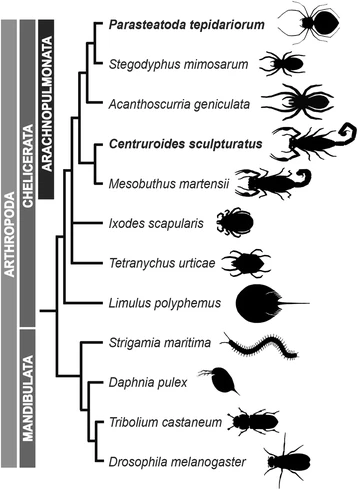 ARTHROPODA
CHELICERATA
MANDIBULATA
ARACHNOPULMONATA
Parasteatoda tepidariorum
Stegodyphus mimosarum
Acanthoscurria geniculata
Centruroides sculpturatus
Mesobuthus martensii
Ixodes scapularis
Tetranychus urticae
Limulus polyphemus
Strigamia maritima
Daphnia pulex
Tribolium castaneum
Drosophila melanogaster